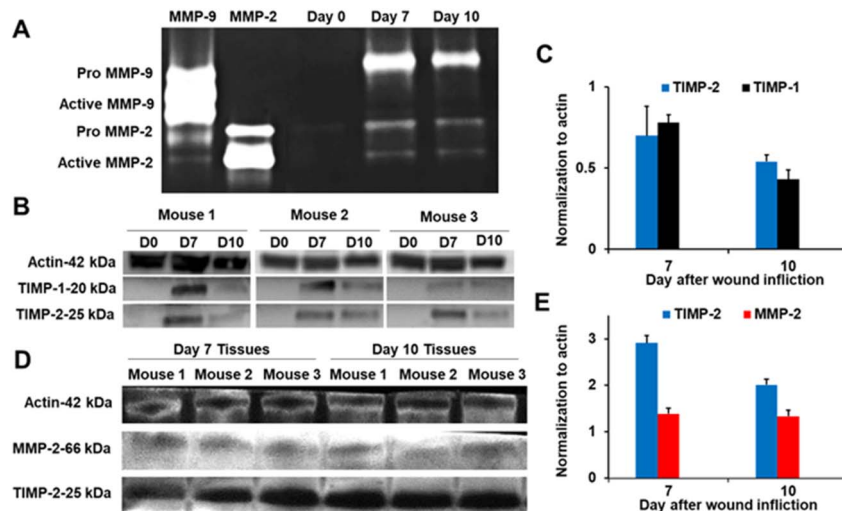 A
MMP-9 MMP-2 Day 0 Day 7 Day 10
Pro MMP-9
Active MMP-9
Pro MMP-2
Active MMP-2
B
Mouse 1 Mouse 2 Mouse 3
D0 D7 D10 D0 D7 D10 D0 D7 D10
Actin-42 kDa
TIMP-1-20 kDa
TIMP-2-25 kDa
D
Day 7 Tissues Day 10 Tissues
Mouse 1 Mouse 2 Mouse 3 Mouse 1 Mouse 2 Mouse 3
Actin-42 kDa
MMP-2-66 kDa
TIMP-2-25 kDa
C
TIMP-2 TIMP-1
Normalization to actin
1
0.5
0
7 10
Day after wound infliction
E
TIMP-2 MMP-2
Normalization to actin
3
2
1
0
7 10
Day after wound infliction